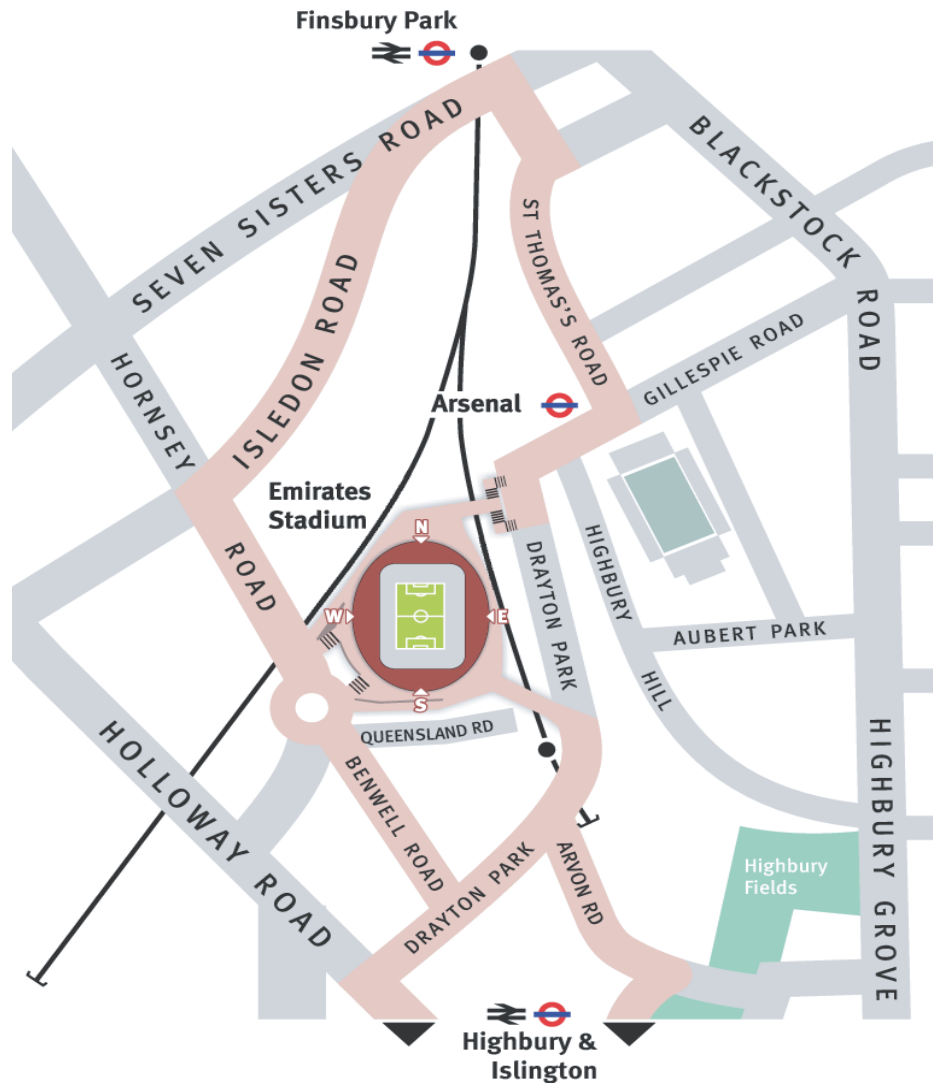 Finsbury Park
SEVEN SISTERS ROAD
BLACKSTOCK ROAD
ST THOMAS'S ROAD
ISLEDON ROAD
HORNSEY ROAD
GILLESPIE ROAD
Arsenal
Emirates
Stadium
N
W
E
S
DRAYTON PARK
HIGHBURY HILL
AUBERT PARK
QUEENSLAND RD
HOLLOWAY ROAD
BENWELL ROAD
DRAYTON PARK
ARVON RD
Highbury
Fields
HIGHBURY GROVE
Highbury &
Islington